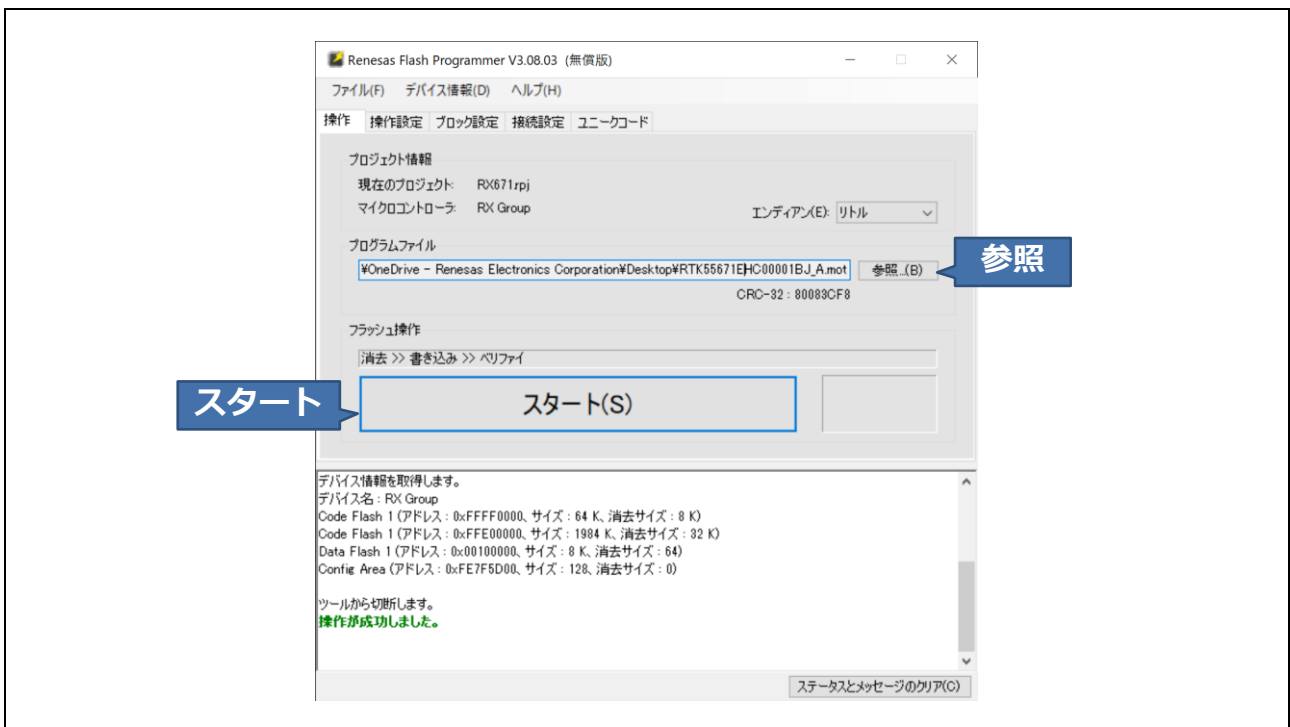 Renesas Flash Programmer V3.08.03 (無償版)
ファイル(F) デバイス情報(D) ヘルプ(H)
操作 操作設定 ブロック設定 接続設定 ユニークコード
プロジェクト情報
現在のプロジェクト: RX671.rpj
マイクロコントローラ: RX Group
エンディアン(E): リトル
プログラムファイル
¥OneDrive - Renesas Electronics Corporation¥Desktop¥RTK55671EHC00001BJ_A.mot
参照...(B)
参照
CRC-32 : 80083CF8
フラッシュ操作
消去 >> 書き込み >> ベリファイ
スタート
スタート(S)
デバイス情報を取得します。
デバイス名 : RX Group
Code Flash 1 (アドレス : 0xFFFF0000、サイズ : 64 K、消去サイズ : 8 K)
Code Flash 1 (アドレス : 0xFFE00000、サイズ : 1984 K、消去サイズ : 32 K)
Data Flash 1 (アドレス : 0x00100000、サイズ : 8 K、消去サイズ : 64)
Config Area (アドレス : 0xFE7F5D00、サイズ : 128、消去サイズ : 0)
ツールから切断します。
操作が成功しました。
ステータスとメッセージのクリア(C)